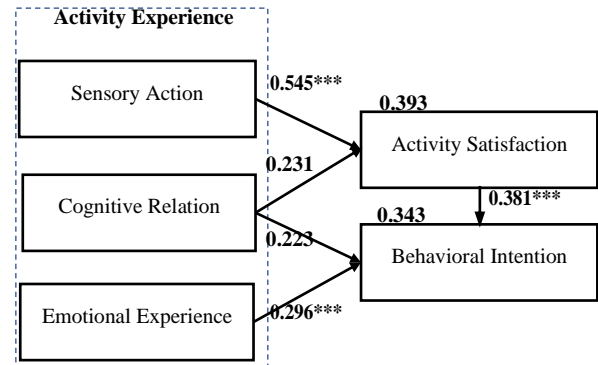 Activity Experience
Sensory Action
0.545***
0.393
Activity Satisfaction
0.231
Cognitive Relation
0.381***
0.343
0.223
Behavioral Intention
Emotional Experience
0.296***